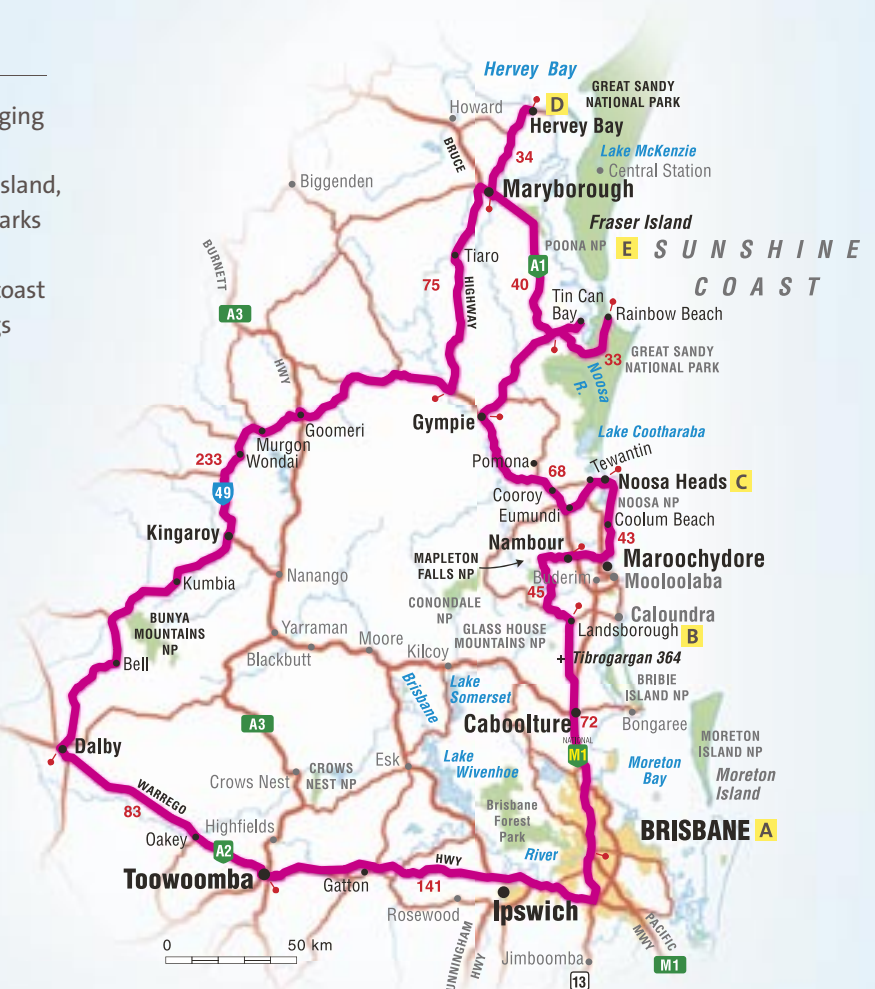 ging
sland,
arks
coast
gs
Hervey Bay
GREAT SANDY
NATIONAL PARK
Howard
D
Hervey Bay
BRUCE
34
Lake McKenzie
Central Station
Biggenden
Maryborough
Fraser Island
POONA NP
E
SUNSHINE
COAST
BURNETT
Tiaro
A1
75
HIGHWAY
40
Tin Can
Bay
Rainbow Beach
A3
33
GREAT SANDY
NATIONAL PARK
HWY
Noosa
R.
Gympie
Goomeri
Murgon
Wondai
233
Lake Cootharaba
Pomona
Tewantin
68
Noosa Heads
C
49
Cooroy
NOOSA NP
Eumundi
Coolum Beach
Kingaroy
Nambour
43
MAPLETON
FALLS NP
Maroochydore
Kumbia
Nanango
Buderim
Mooloolaba
45
CONONDALE
NP
Caloundra
BUNYA
MOUNTAINS
NP
Yarraman
Moore
GLASS HOUSE
MOUNTAINS NP
Landsborough
B
Blackbutt
Kilcoy
Bell
+ Tibrogargan 364
Brisbane
Lake
Somerset
BRIBIE
ISLAND NP
A3
Caboolture
72
Bongaree
NATIONAL
M1
MORETON
ISLAND NP
Dalby
Esk
Lake
Wivenhoe
Moreton
Bay
Moreton
Island
Crows Nest
CROWS
NEST NP
WARREGO
83
Brisbane
Forest
Park
BRISBANE
A
Highfields
Oakey
A2
River
Toowoomba
HWY
Gatton
141
Ipswich
Rosewood
PACIFIC
MWY
0
50 km
UNNINGHAM
HWY
Jimboomba
M1
13